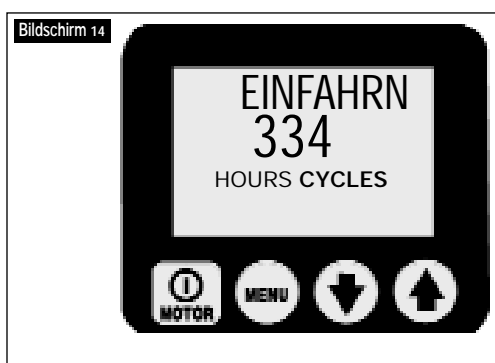 Bildschirm 14
EINFAHRN
334
HOURS CYCLES
MOTOR
MENU